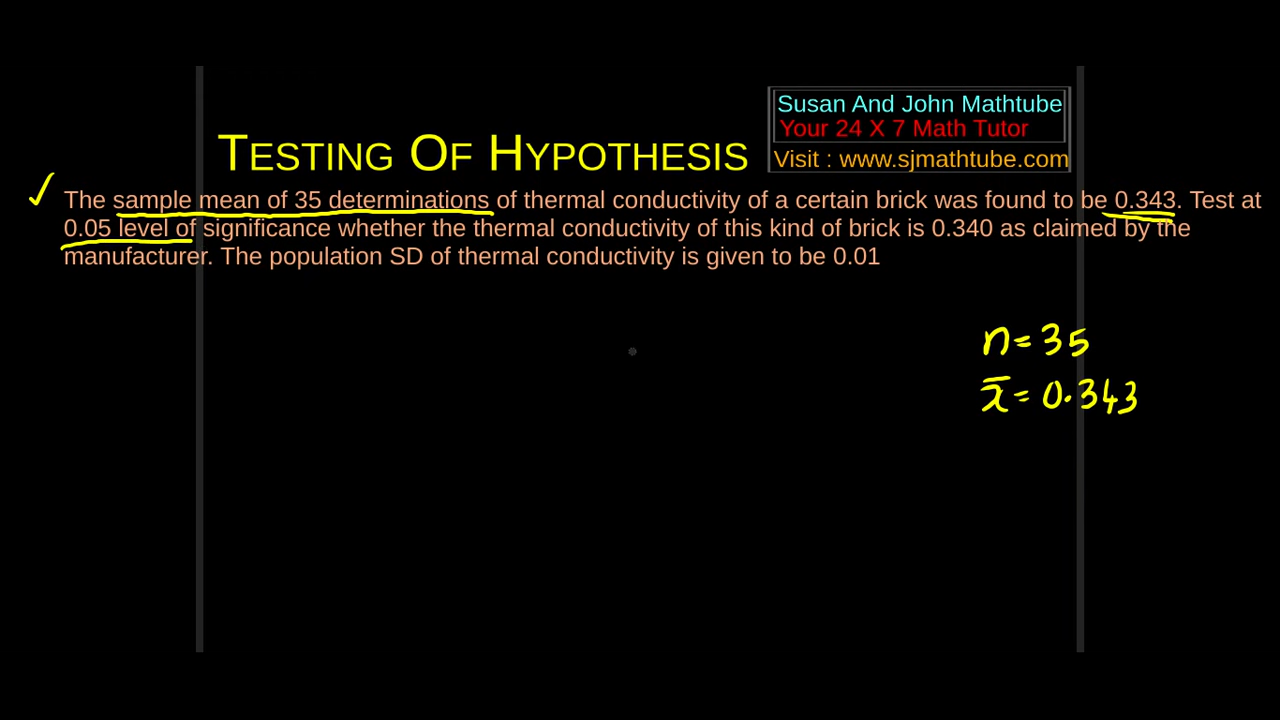 Susan And John Mathtube
Your 24 X 7 Math Tutor
Visit : www.sjmathtube.com
TESTING OF HYPOTHESIS
The sample mean of 35 determinations of thermal conductivity of a certain brick was found to be 0.343. Test at
0.05 level of significance whether the thermal conductivity of this kind of brick is 0.340 as claimed by the
manufacturer. The population SD of thermal conductivity is given to be 0.01
n = 35
x̄ = 0.343